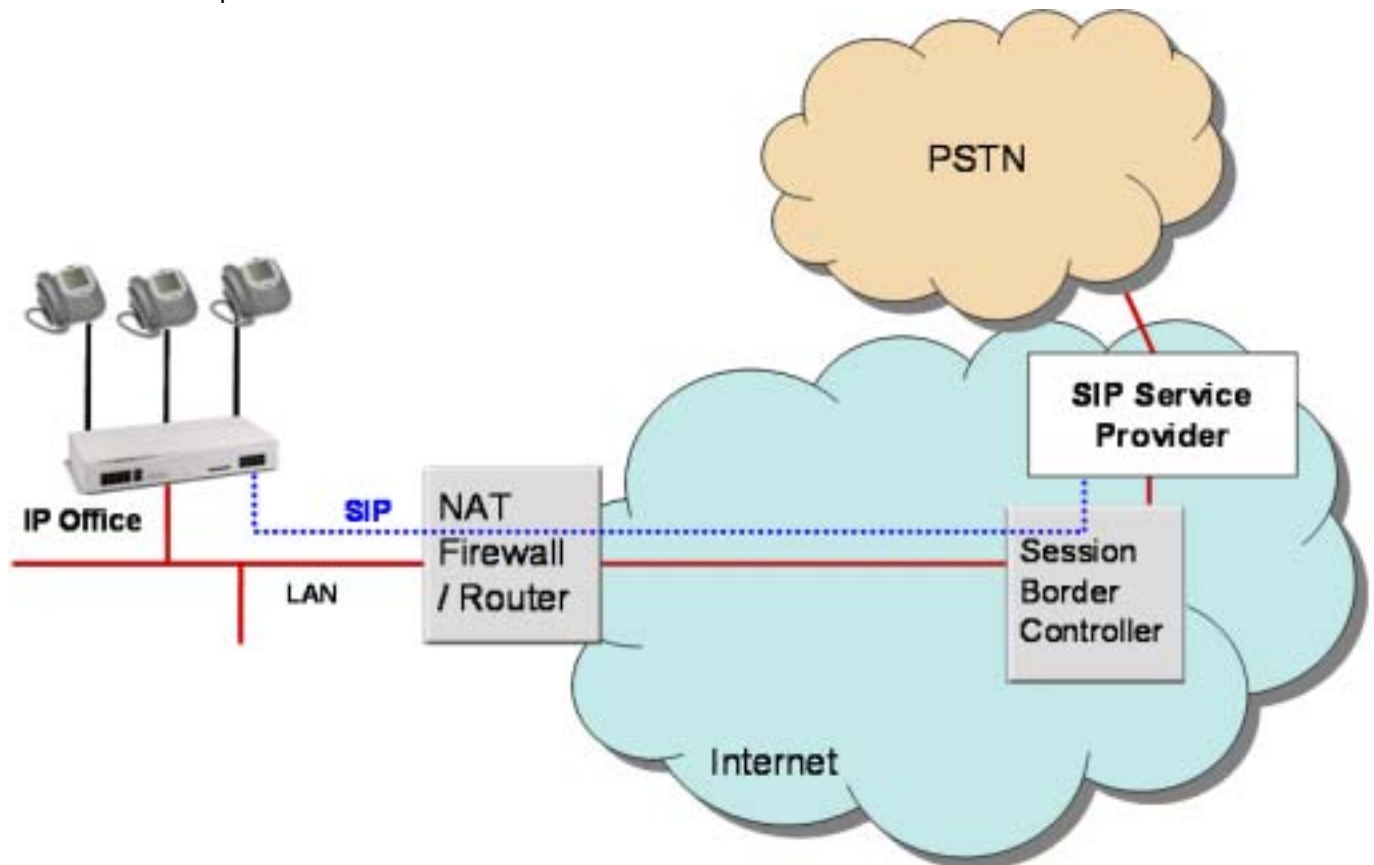 PSTN
SIP Service
Provider
IP Office
SIP
NAT
Firewall
/ Router
LAN
Session
Border
Controller
Internet